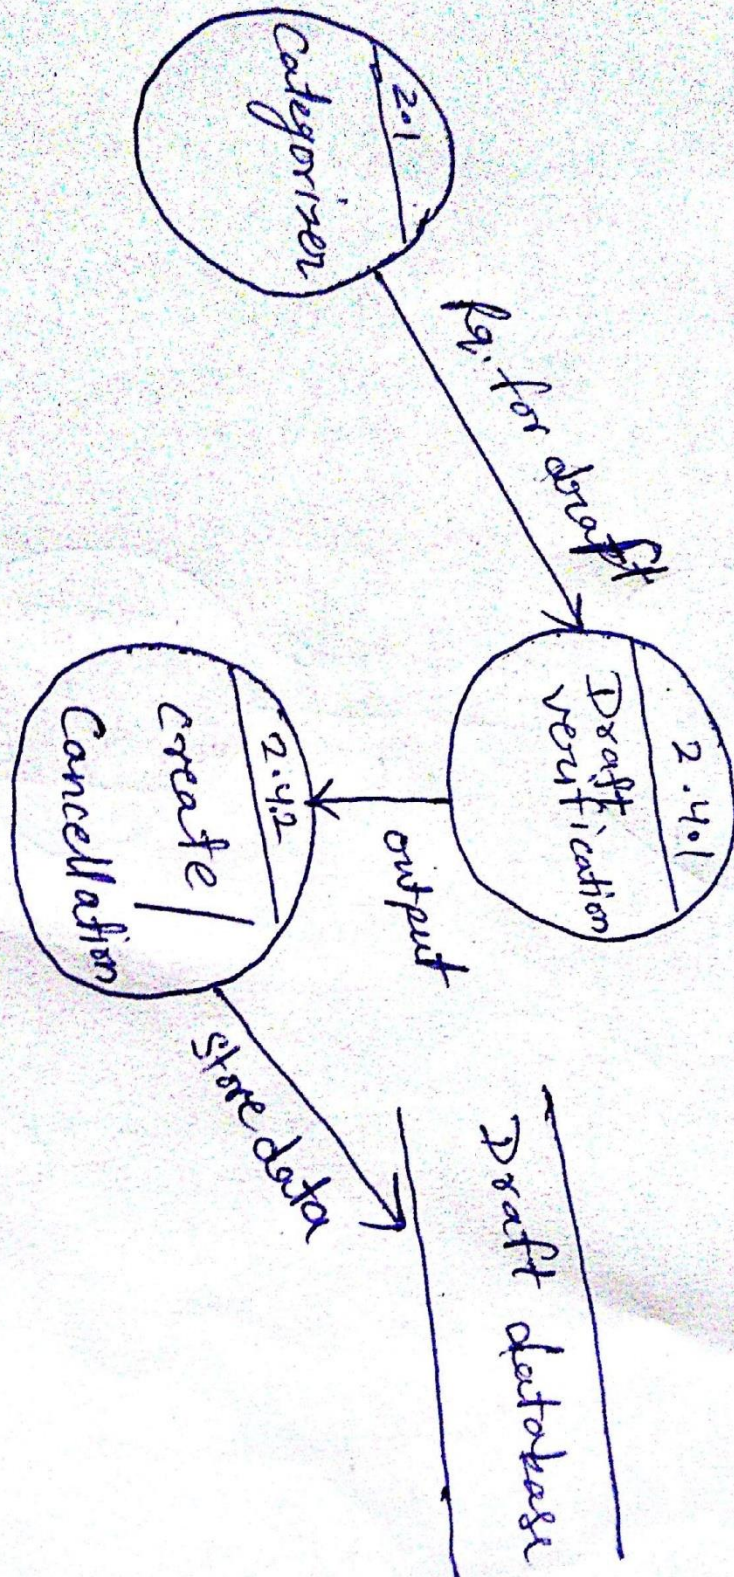 2.1
Categorizer
Rq. for draft
2.4.1
Draft
verification
output
2.4.2
Create /
Cancellation
store data
Draft database